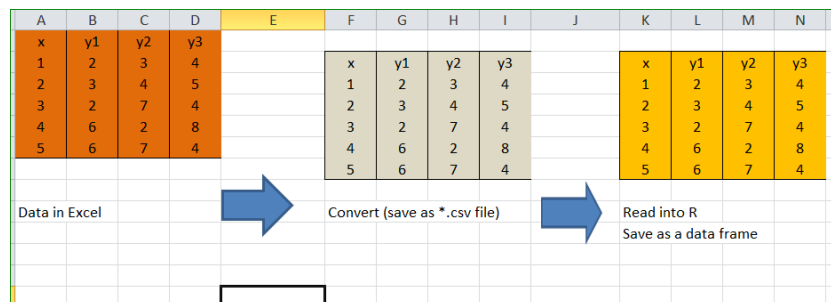 A B C D E F G H I J K L M N
x y1 y2 y3
1 2 3 4
2 3 4 5
3 2 7 4
4 6 2 8
5 6 7 4
x y1 y2 y3
1 2 3 4
2 3 4 5
3 2 7 4
4 6 2 8
5 6 7 4
x y1 y2 y3
1 2 3 4
2 3 4 5
3 2 7 4
4 6 2 8
5 6 7 4
Data in Excel
Convert (save as *.csv file)
Read into R
Save as a data frame